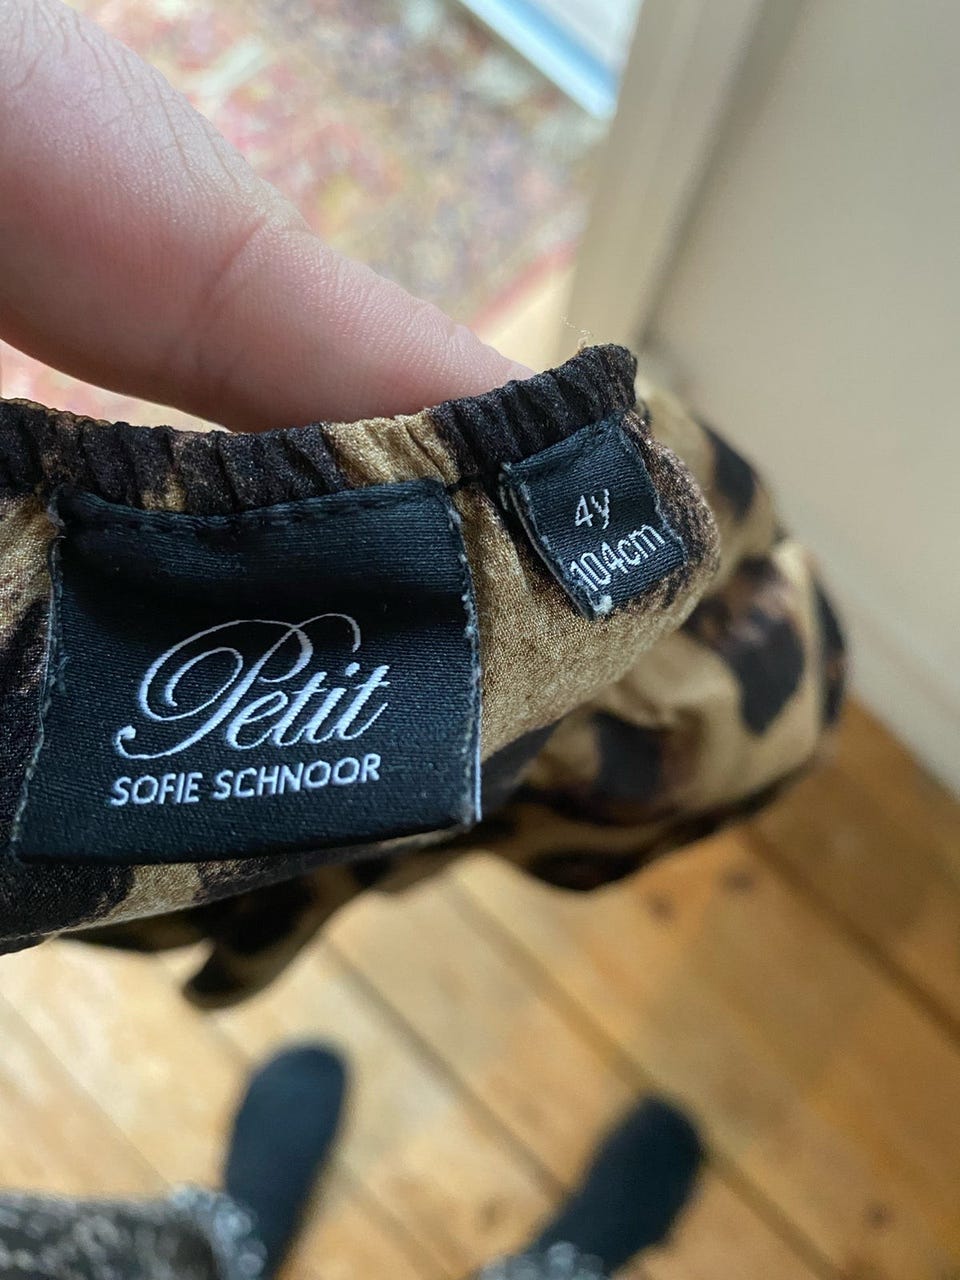 Petit
SOFIE SCHNOOR
4y
104cm